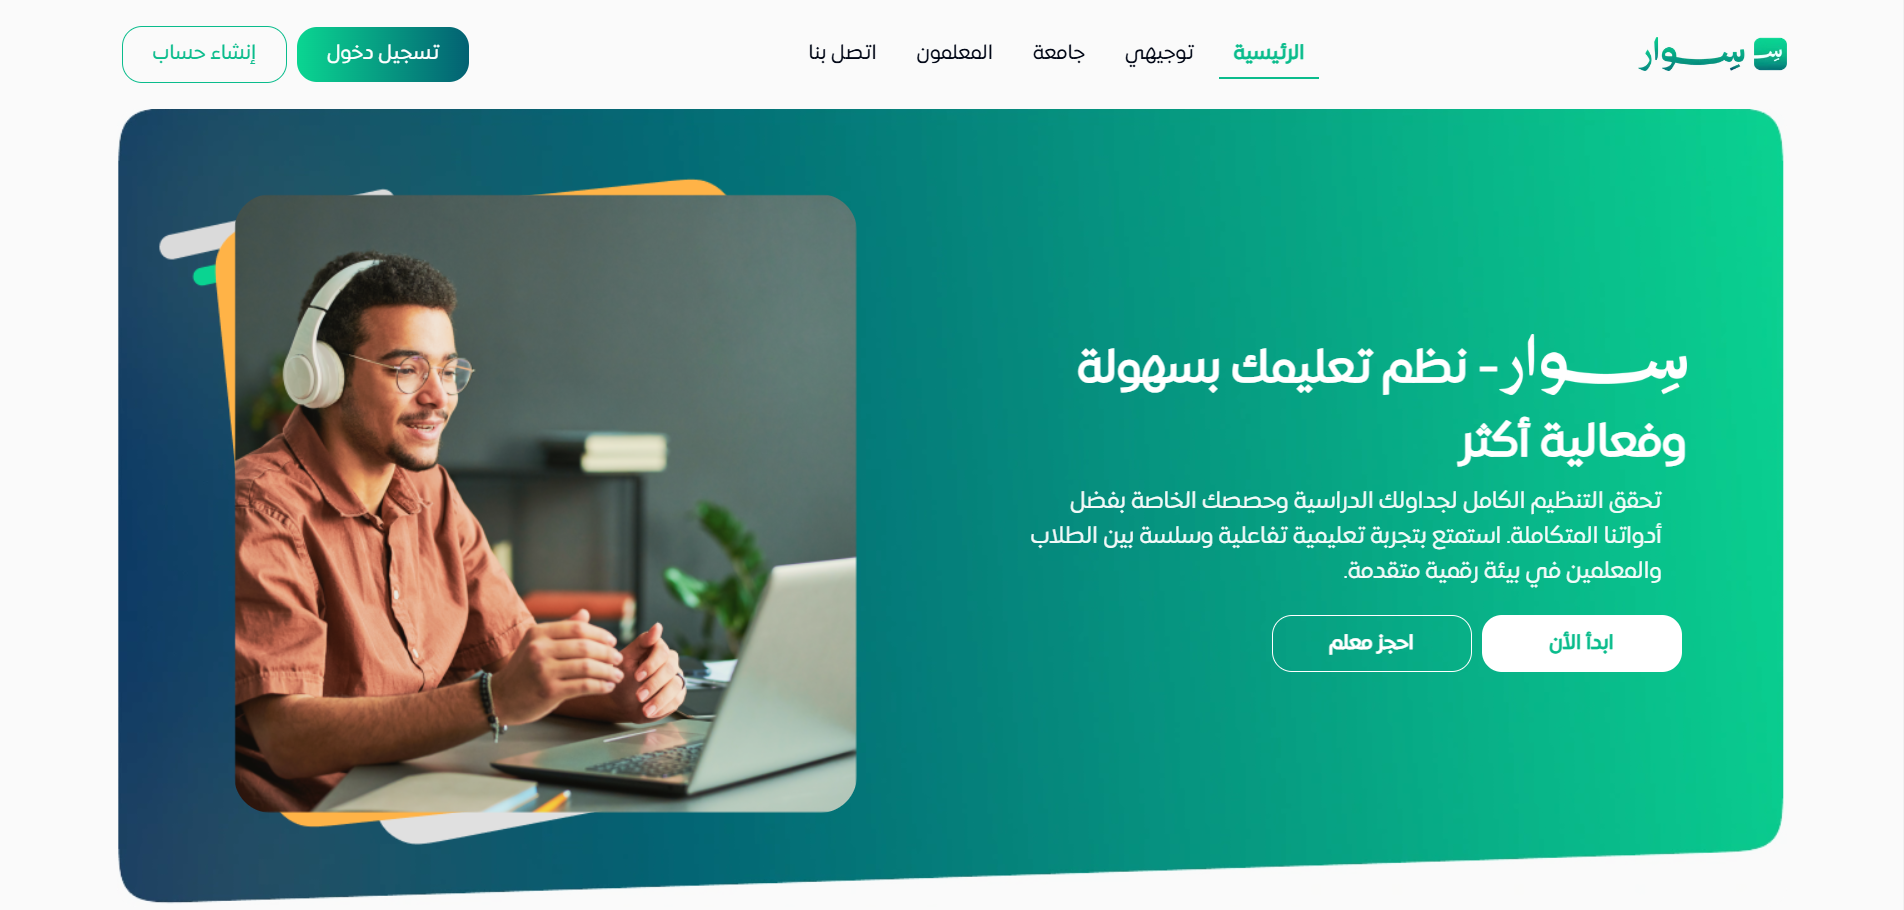 سِـ سِـــوار
الرئيسية
توجيهي
جامعة
المعلمون
اتصل بنا
تسجيل دخول
إنشاء حساب
سِـــوار - نظم تعليمك بسهولة
وفعالية أكثر
تحقق التنظيم الكامل لجداولك الدراسية وحصصك الخاصة بفضل
أدواتنا المتكاملة. استمتع بتجربة تعليمية تفاعلية وسلسة بين الطلاب
والمعلمين في بيئة رقمية متقدمة.
ابدأ الأن
احجز معلم